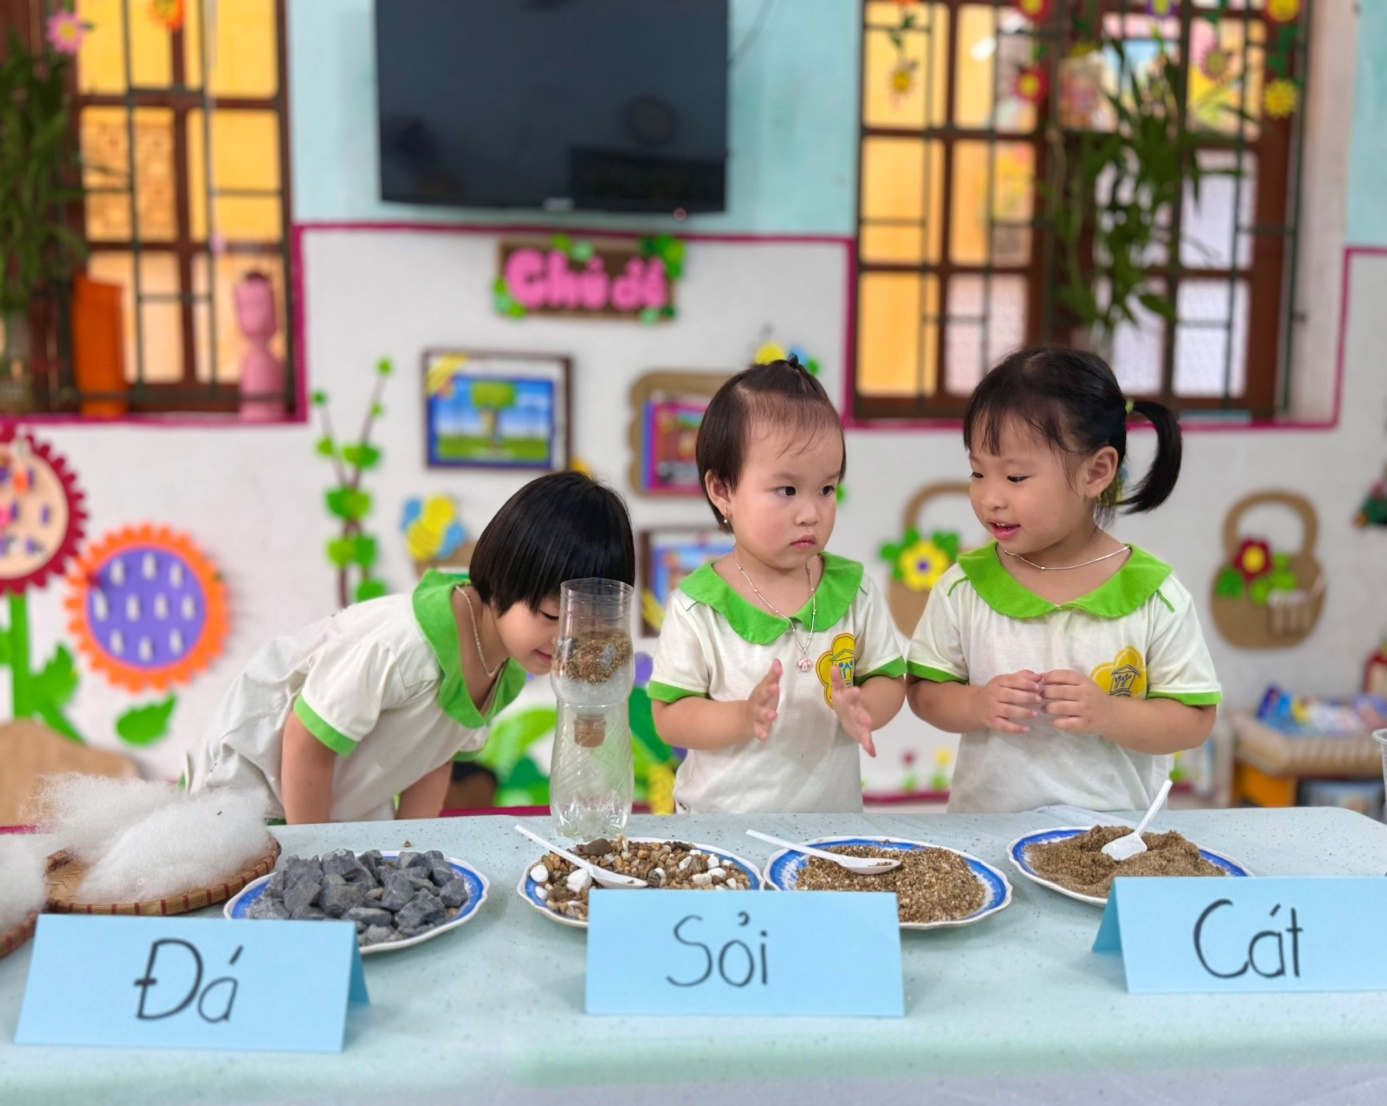 Chủ đề
Đá
Sỏi
Cát